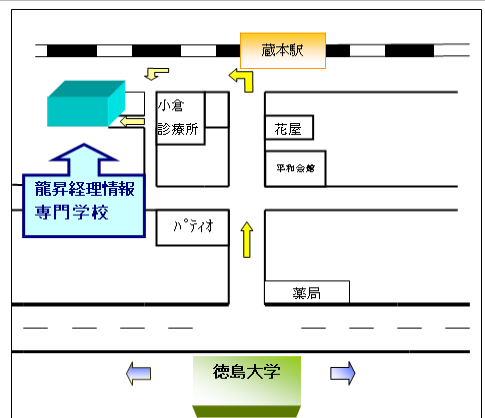 蔵本駅
小倉
診療所
花屋
平和会館
龍昇経理情報
専門学校
ﾊﾟティオ
薬局
徳島大学